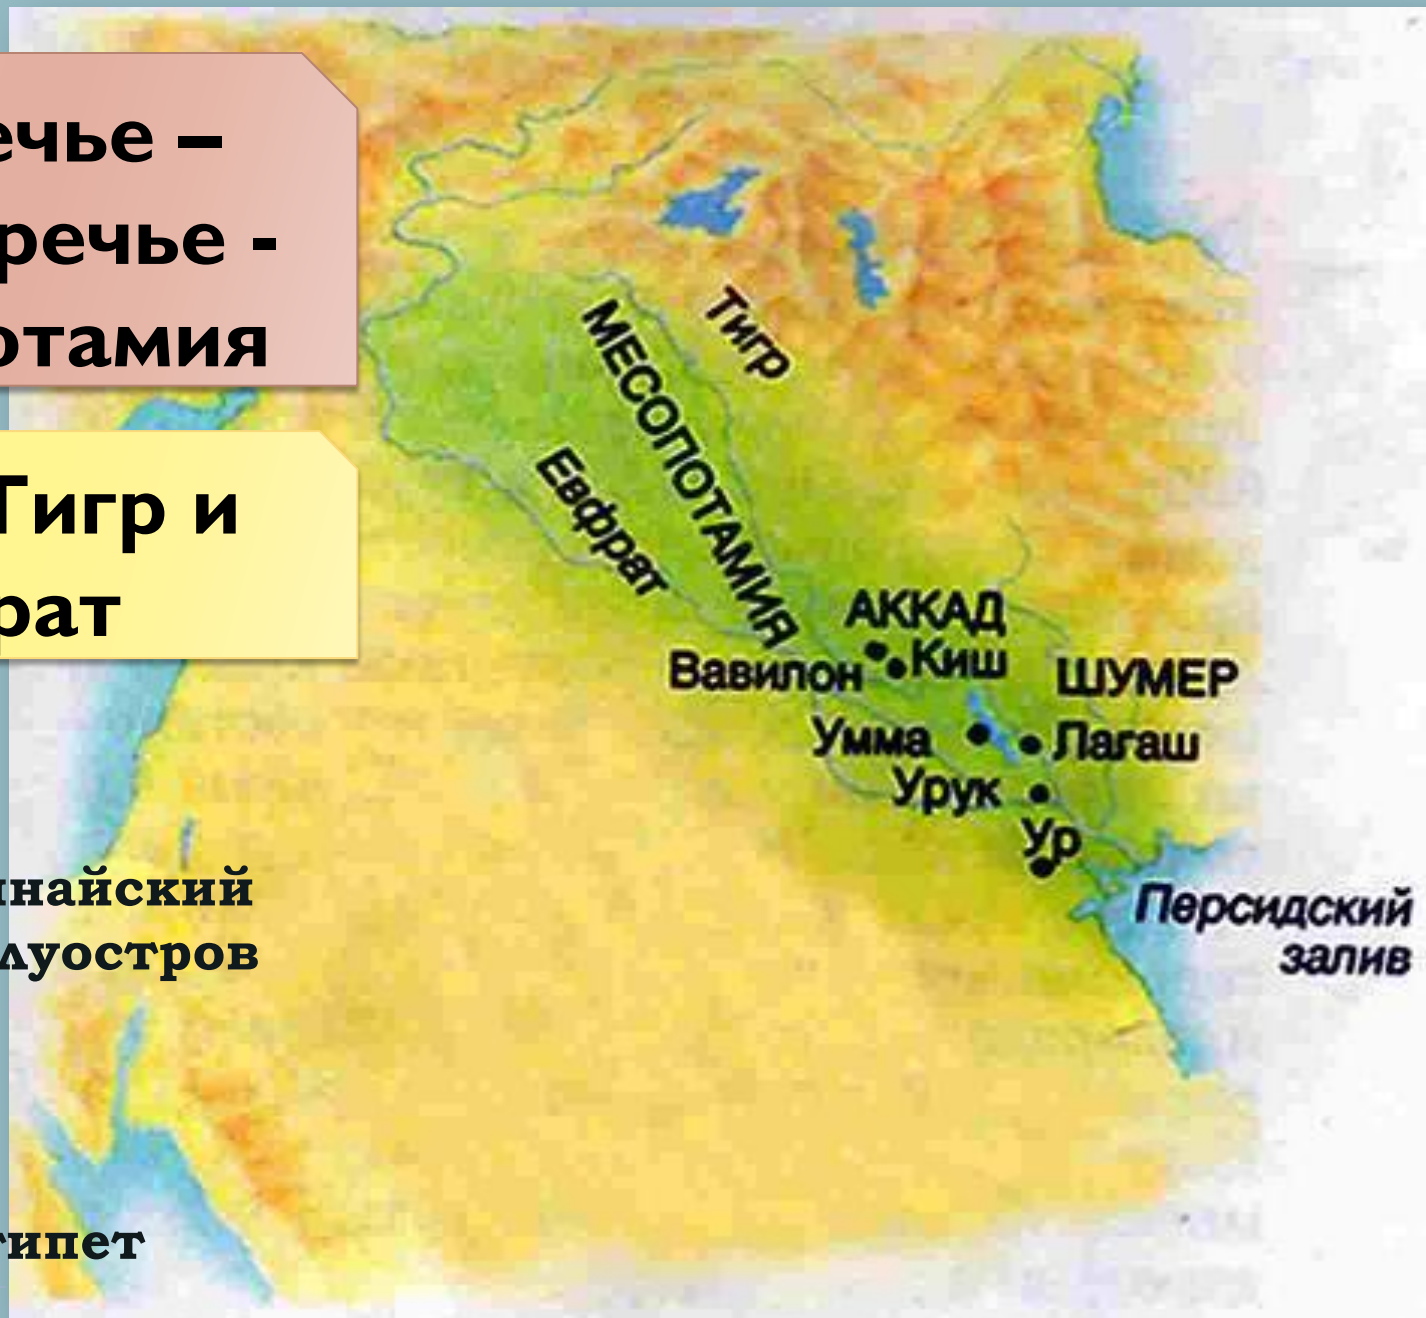 ечье –
речье -
отамия
Тигр и
рат
Тигр
МЕСОПОТАМИЯ
Евфрат
АККАД
Вавилон
Киш
ШУМЕР
Умма
Лагаш
Урук
Ур
Персидский
залив
найский
луостров
гипет